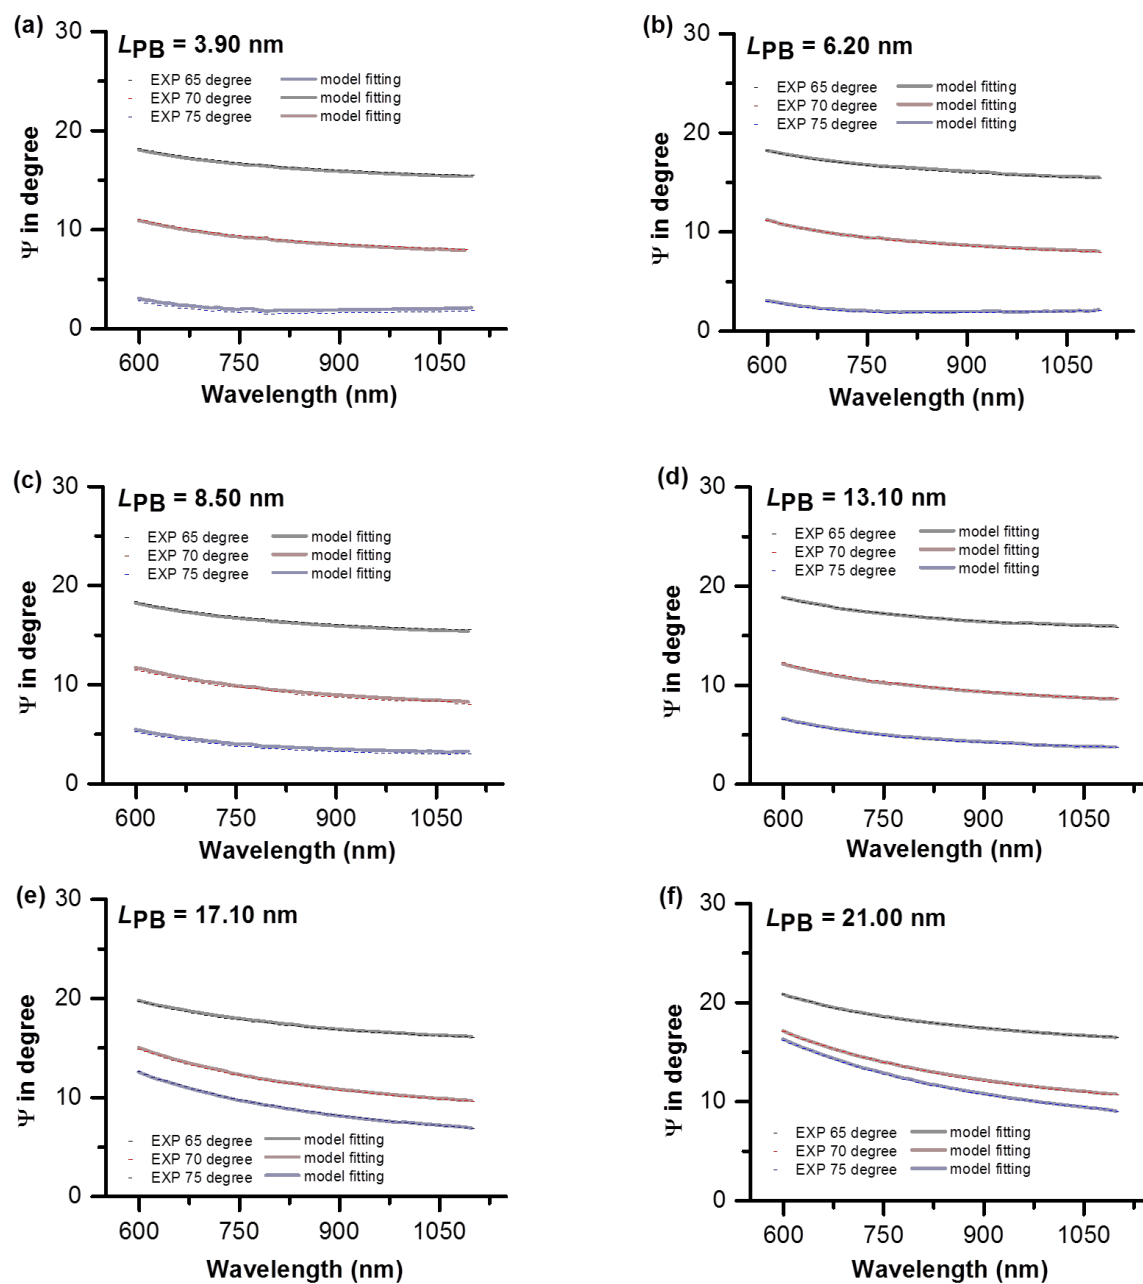 (a)
L_PB = 3.90 nm
EXP 65 degree model fitting
EXP 70 degree model fitting
EXP 75 degree model fitting
30
20
10
0
Ψ in degree
600 750 900 1050
Wavelength (nm)
(b)
LPB = 6.20 nm
EXP 65 degree model fitting
EXP 70 degree model fitting
EXP 75 degree model fitting
30
20
10
0
Ψ in degree
600 750 900 1050
Wavelength (nm)
(c)
LPB = 8.50 nm
EXP 65 degree model fitting
EXP 70 degree model fitting
EXP 75 degree model fitting
30
20
10
0
Ψ in degree
600 750 900 1050
Wavelength (nm)
(d)
LPB = 13.10 nm
EXP 65 degree model fitting
EXP 70 degree model fitting
EXP 75 degree model fitting
30
20
10
0
Ψ in degree
600 750 900 1050
Wavelength (nm)
(e)
LPB = 17.10 nm
30
20
10
0
Ψ in degree
EXP 65 degree model fitting
EXP 70 degree model fitting
EXP 75 degree model fitting
600 750 900 1050
Wavelength (nm)
(f)
LPB = 21.00 nm
30
20
10
0
Ψ in degree
EXP 65 degree model fitting
EXP 70 degree model fitting
EXP 75 degree model fitting
600 750 900 1050
Wavelength (nm)